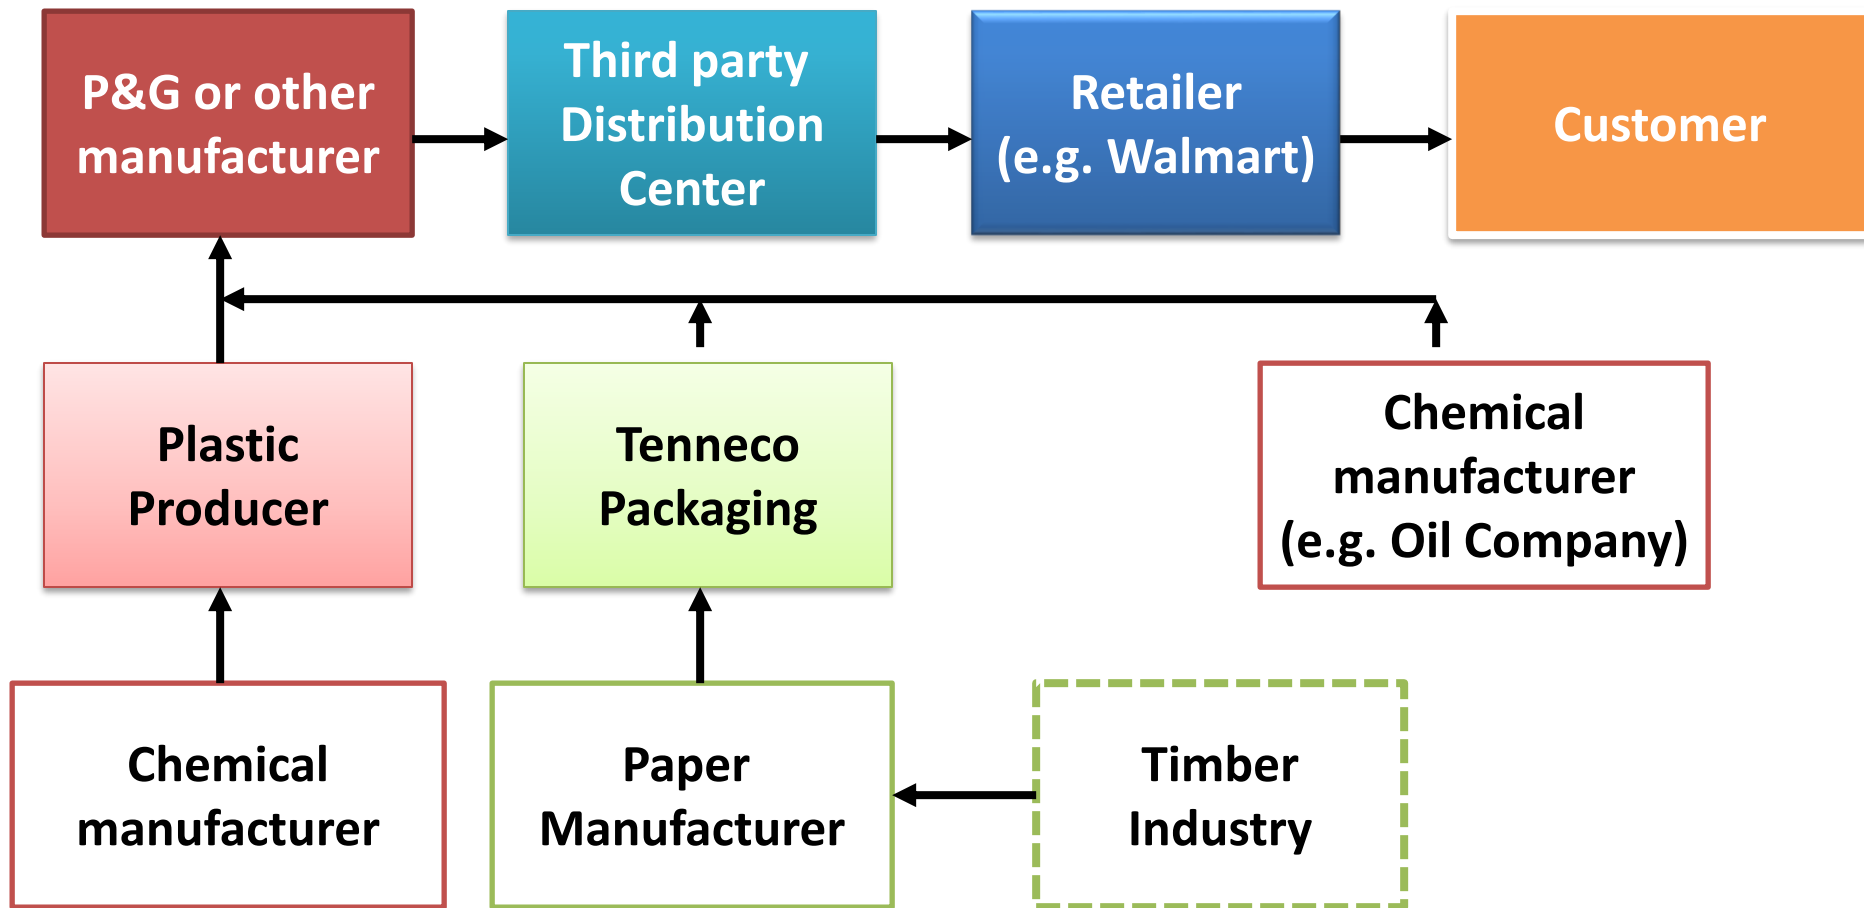 P&G or other
manufacturer
Third party
Distribution
Center
Retailer
(e.g. Walmart)
Customer
Plastic
Producer
Tenneco
Packaging
Chemical
manufacturer
(e.g. Oil Company)
Chemical
manufacturer
Paper
Manufacturer
Timber
Industry